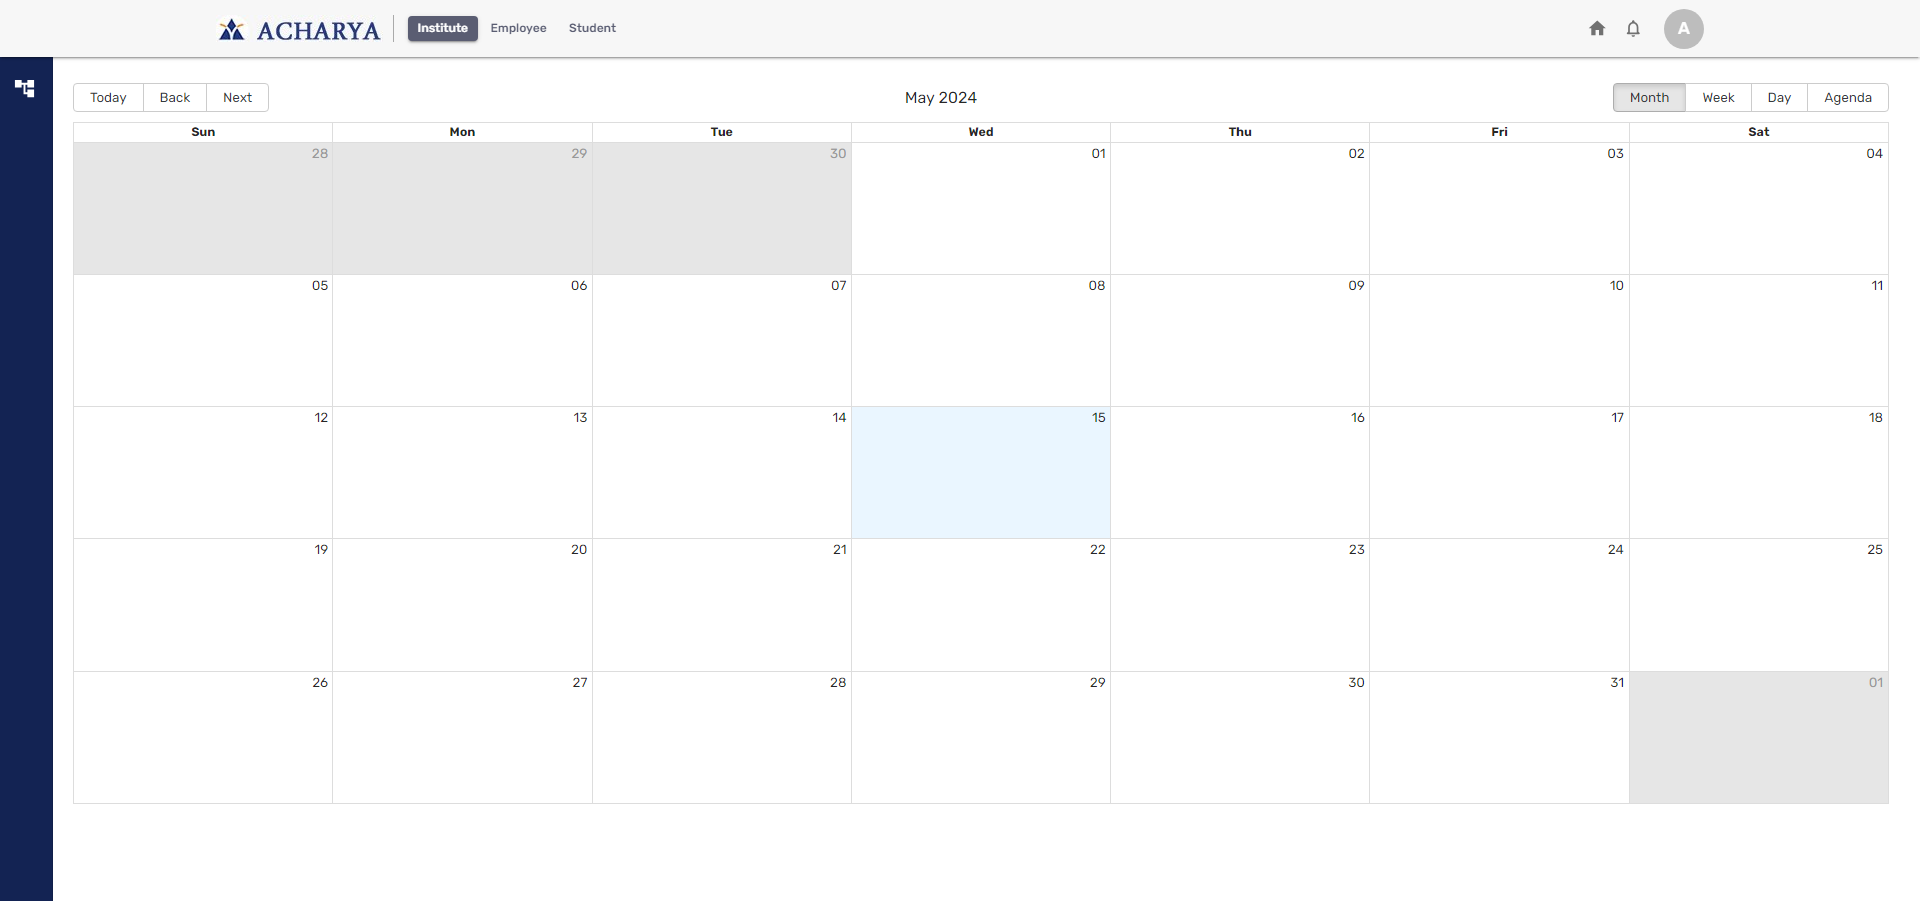 ACHARYA Institute Employee Student A
Today Back Next May 2024 Month Week Day Agenda
Sun Mon Tue Wed Thu Fri Sat
28 29 30 01 02 03 04
05 06 07 08 09 10 11
12 13 14 15 16 17 18
19 20 21 22 23 24 25
26 27 28 29 30 31 01